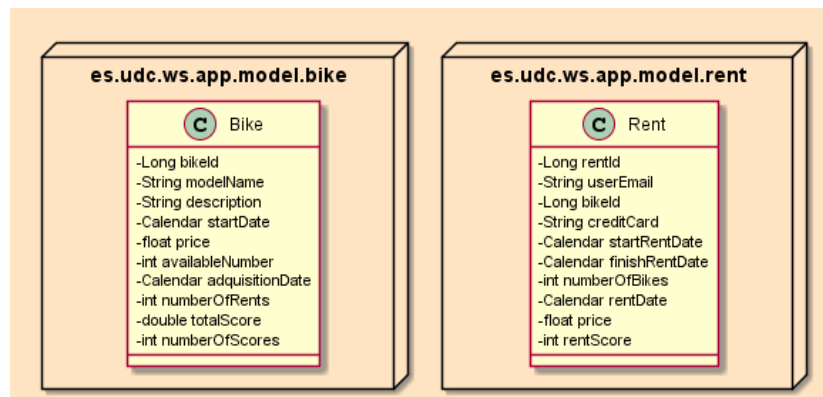 es.udc.ws.app.model.bike
C Bike
-Long bikeId
-String modelName
-String description
-Calendar startDate
-float price
-int availableNumber
-Calendar adquisitionDate
-int numberOfRents
-double totalScore
-int numberOfScores
es.udc.ws.app.model.rent
C Rent
-Long rentId
-String userEmail
-Long bikeId
-String creditCard
-Calendar startRentDate
-Calendar finishRentDate
-int numberOfBikes
-Calendar rentDate
-float price
-int rentScore